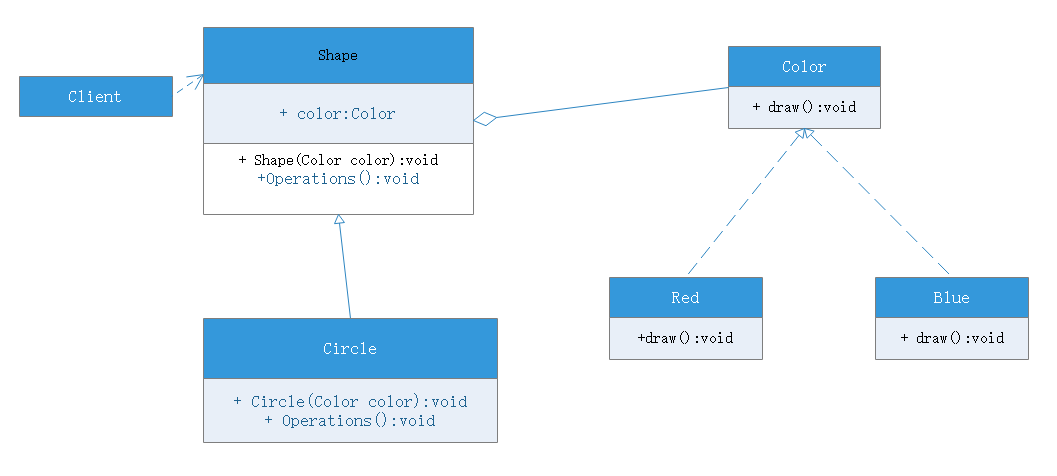 Shape
Client
+ color:Color
+ Shape(Color color):void
+Operations():void
Color
+ draw():void
Red
+draw():void
Blue
+ draw():void
Circle
+ Circle(Color color):void
+ Operations():void